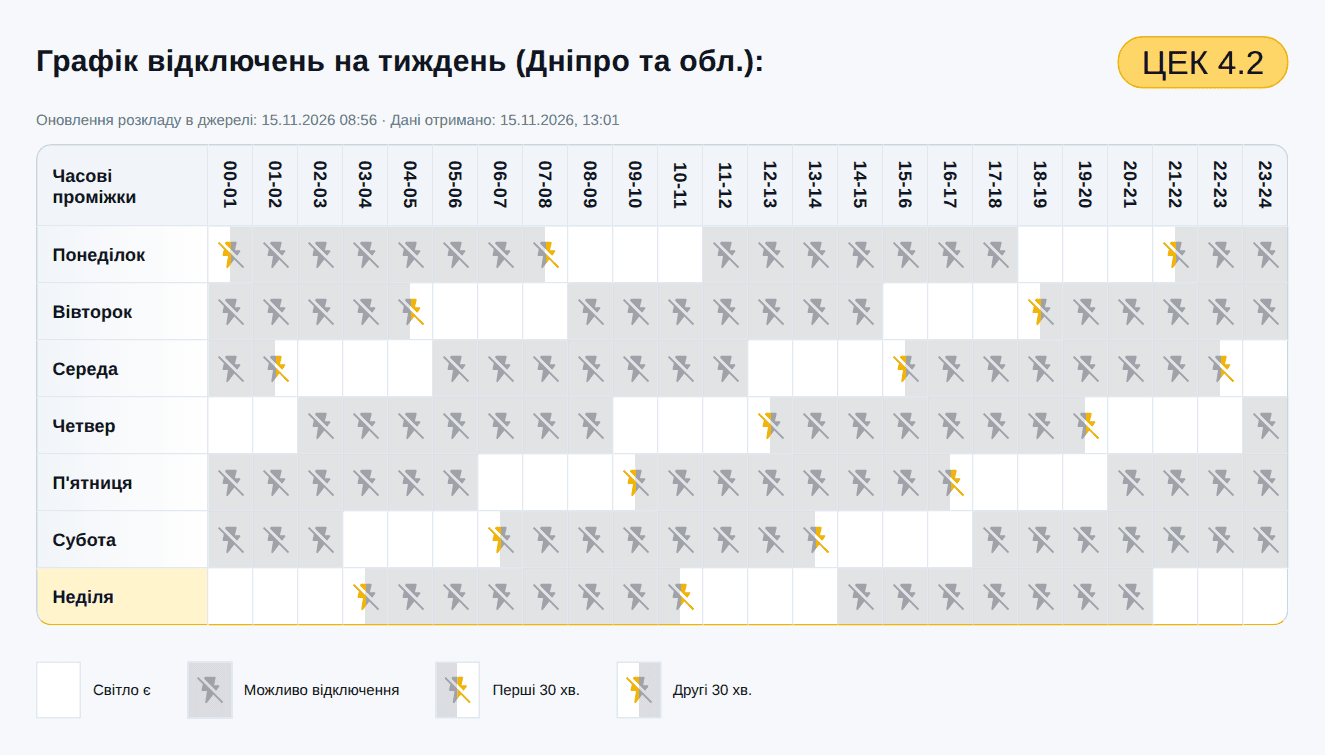 Графік відключень на тиждень (Дніпро та обл.):
ЦЕК 4.2
Оновлення розкладу в джерелі: 15.11.2026 08:56 · Дані отримано: 15.11.2026, 13:01
Часові
проміжки
00-01
01-02
02-03
03-04
04-05
05-06
06-07
07-08
08-09
09-10
10-11
11-12
12-13
13-14
14-15
15-16
16-17
17-18
18-19
19-20
20-21
21-22
22-23
23-24
Понеділок
Вівторок
Середа
Четвер
П'ятниця
Субота
Неділя
Світло є
Можливо відключення
Перші 30 хв.
Другі 30 хв.